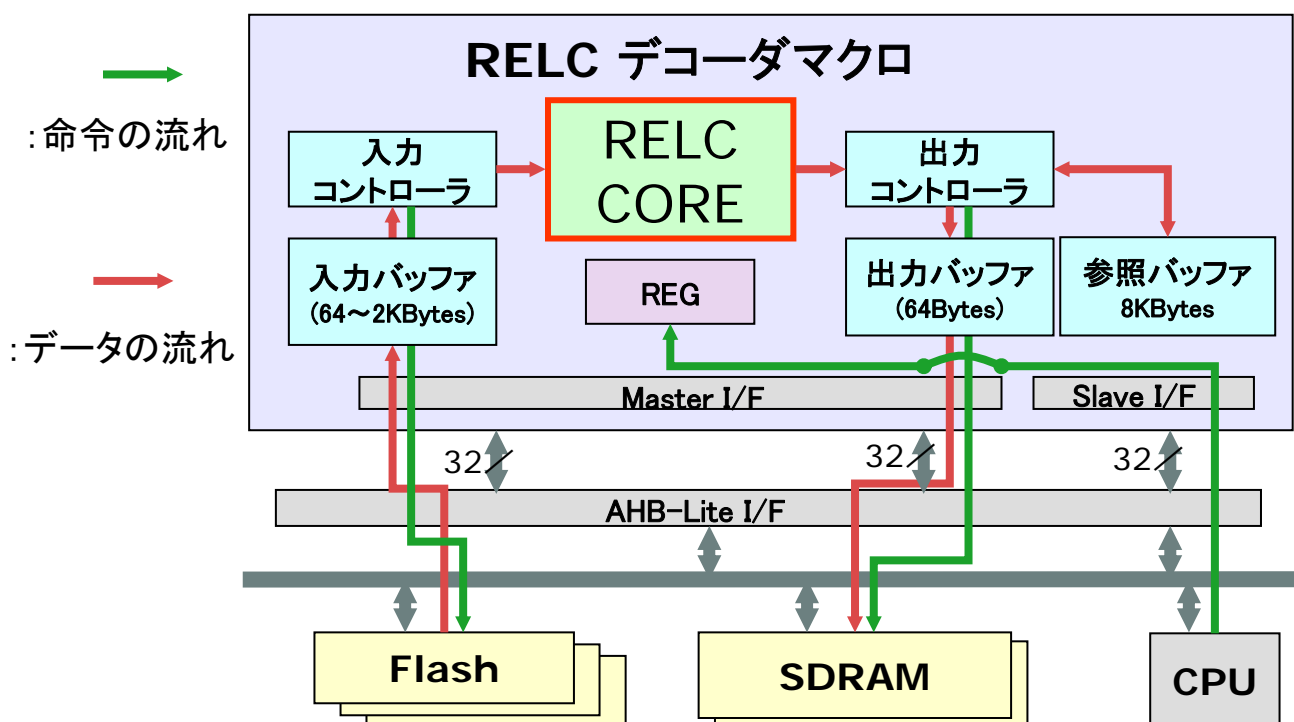 RELC デコーダマクロ
:命令の流れ
:データの流れ
入力
コントローラ
RELC
CORE
出力
コントローラ
入力バッファ
(64～2KBytes)
REG
出力バッファ
(64Bytes)
参照バッファ
8KBytes
Master I/F
Slave I/F
32
32
32
AHB-Lite I/F
Flash
SDRAM
CPU